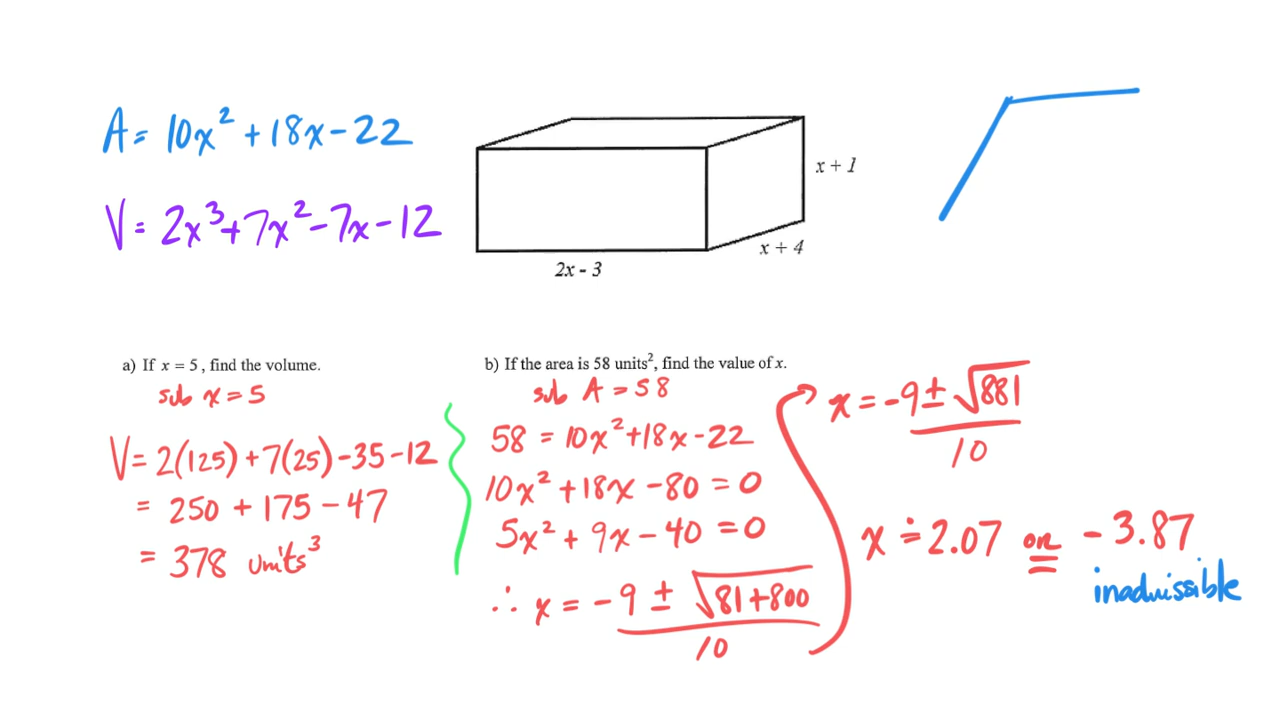 A = 10x² + 18x - 22
V = 2x³ + 7x² - 7x - 12
x + 1
x + 4
2x - 3
a) If x = 5, find the volume.
sub x = 5
V = 2(125) + 7(25) - 35 - 12
= 250 + 175 - 47
= 378 units³
b) If the area is 58 units², find the value of x.
sub A = 58
58 = 10x² + 18x - 22
10x² + 18x - 80 = 0
5x² + 9x - 40 = 0
∴ x = -9 ± √81+800
10
x = -9 ± √881
10
x ≐ 2.07 or -3.87
inadmissible